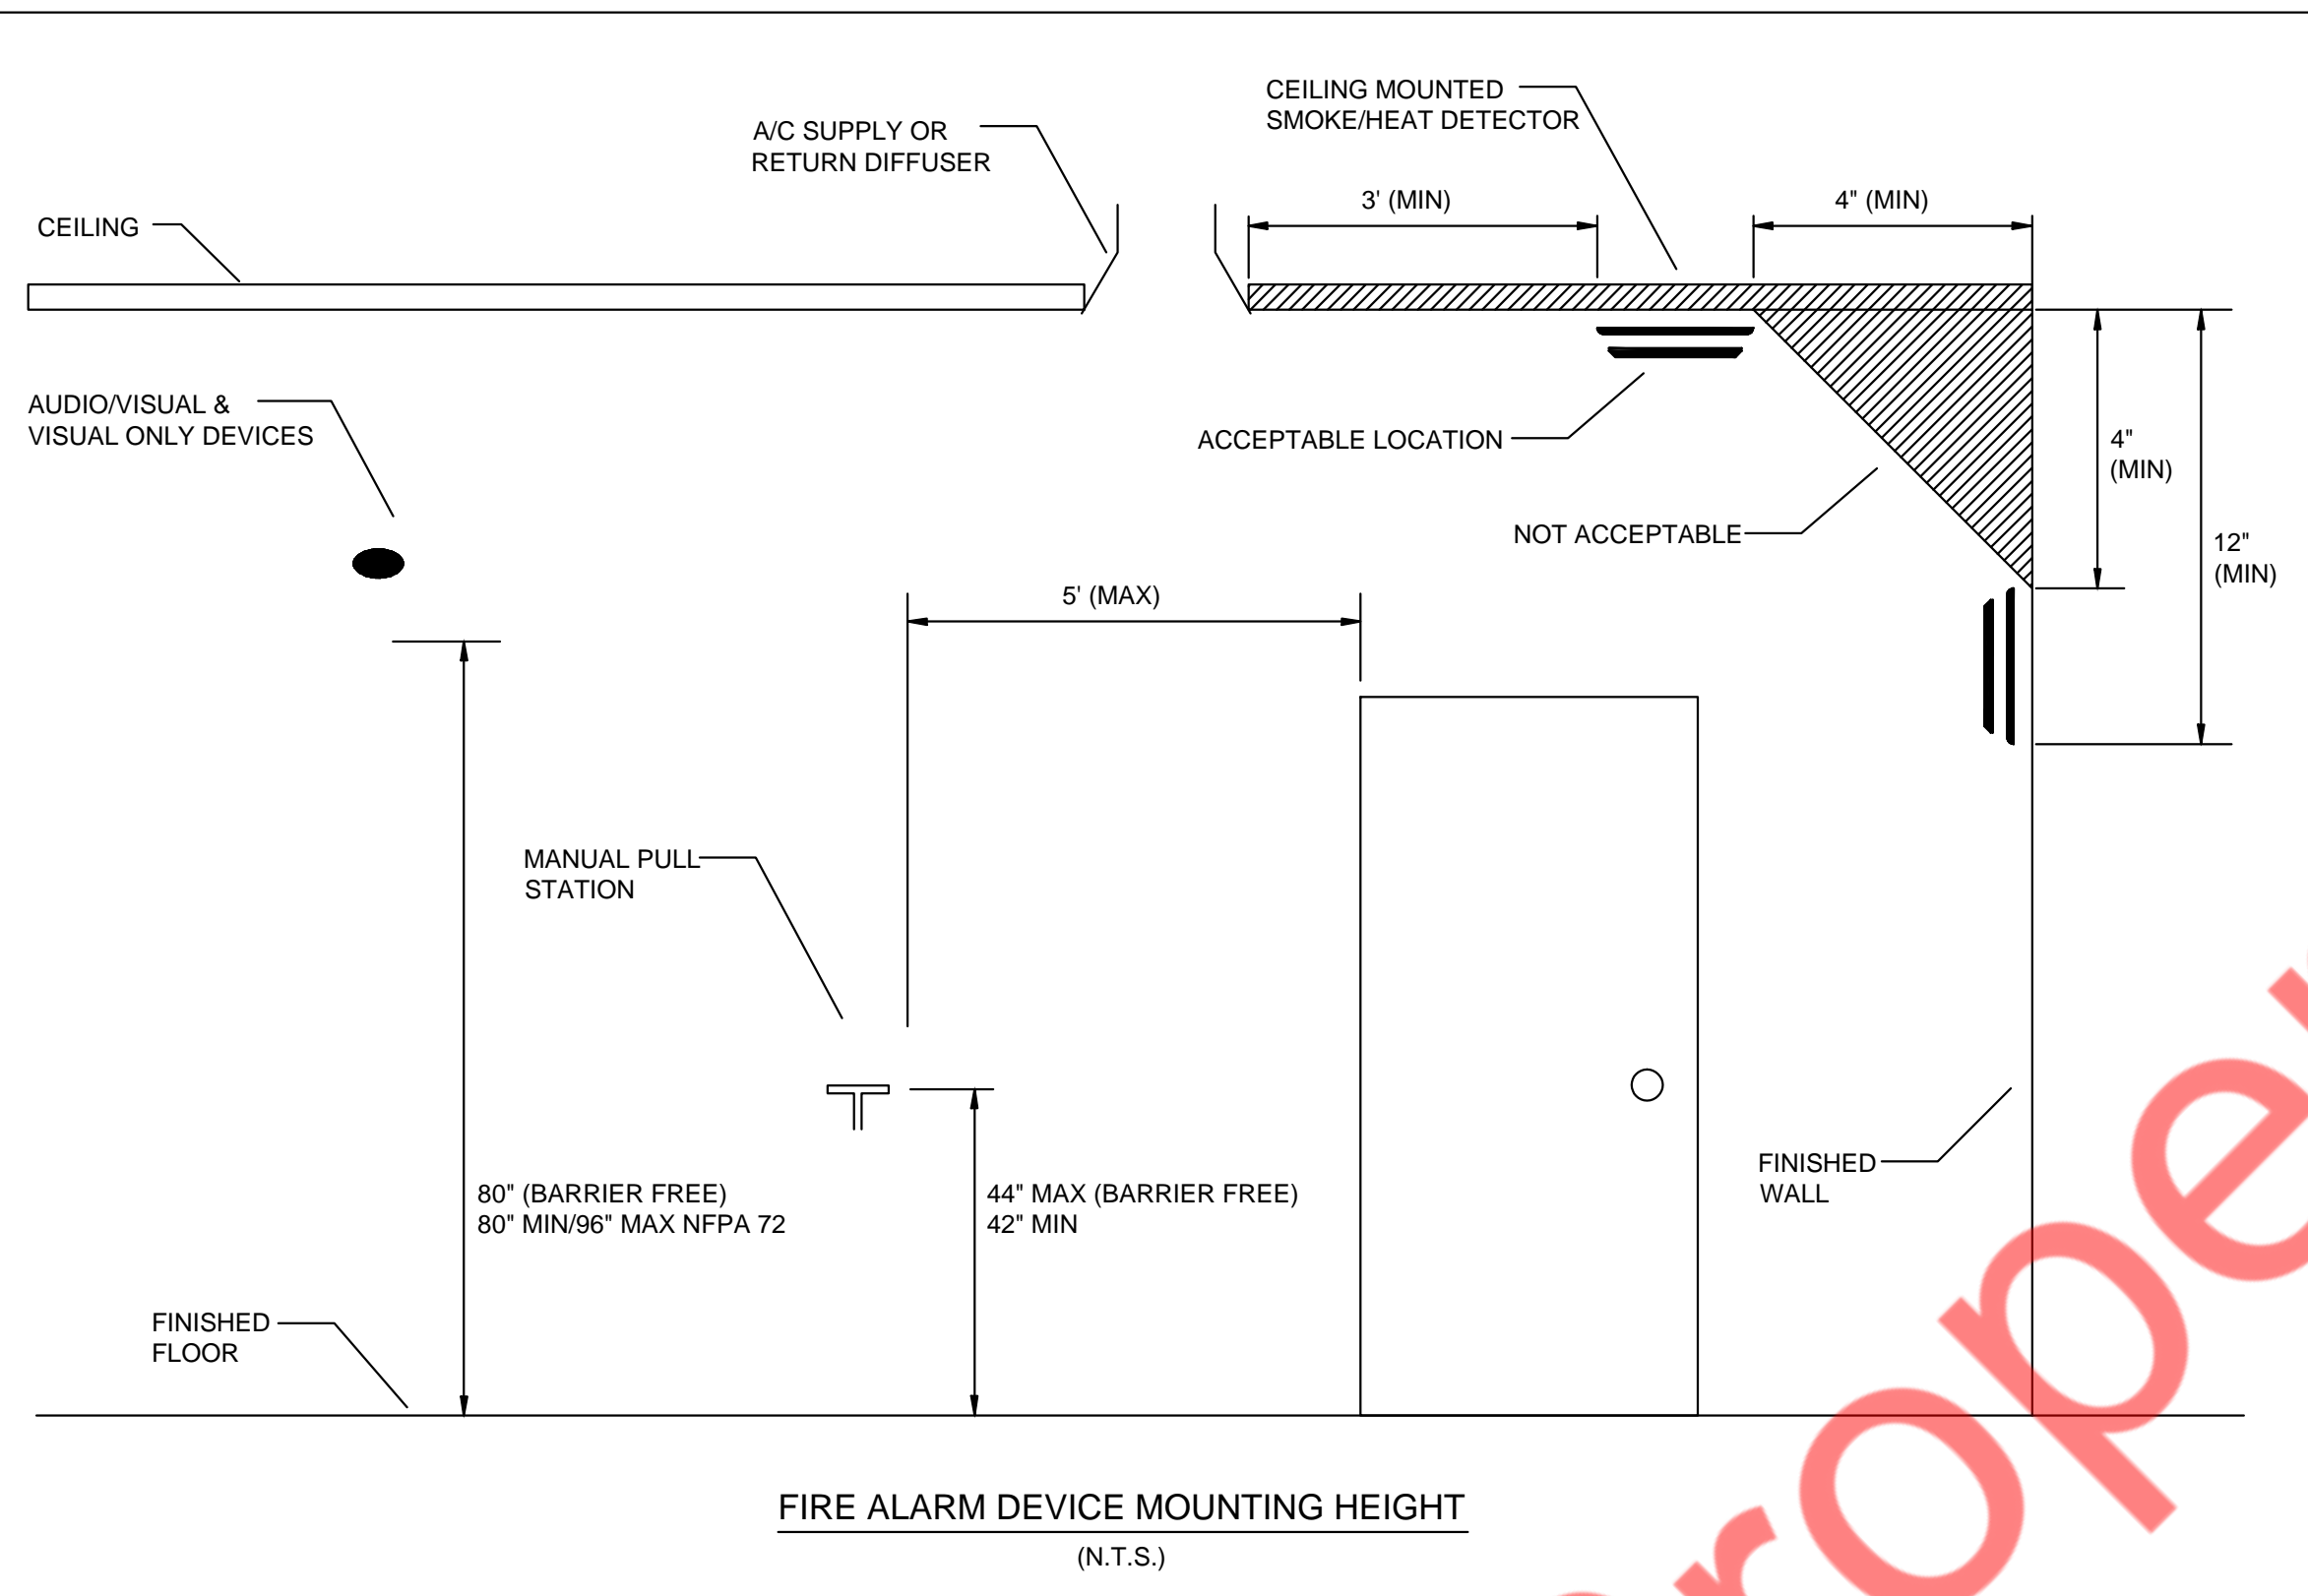 CEILING MOUNTED
SMOKE/HEAT DETECTOR
A/C SUPPLY OR
RETURN DIFFUSER
3' (MIN)
4" (MIN)
CEILING
AUDIO/VISUAL &
VISUAL ONLY DEVICES
ACCEPTABLE LOCATION
4"
(MIN)
NOT ACCEPTABLE
12"
(MIN)
5' (MAX)
MANUAL PULL
STATION
80" (BARRIER FREE)
80" MIN/96" MAX NFPA 72
44" MAX (BARRIER FREE)
42" MIN
FINISHED
WALL
FINISHED
FLOOR
FIRE ALARM DEVICE MOUNTING HEIGHT
(N.T.S.)